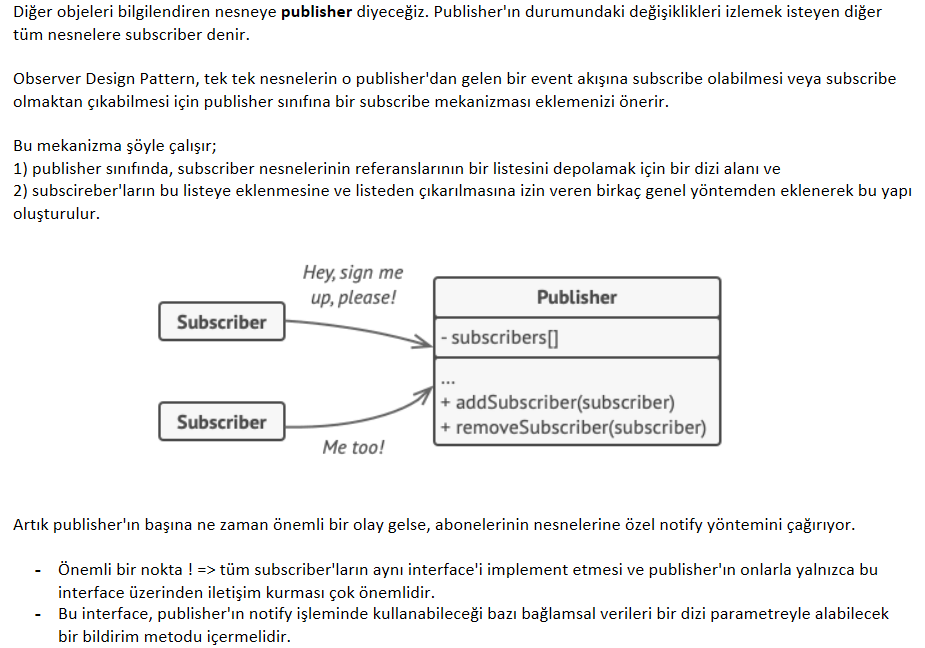 Diğer objeleri bilgilendiren nesneye publisher diyeceğiz. Publisher'ın durumundaki değişiklikleri izlemek isteyen diğer
tüm nesnelere subscriber denir.
Observer Design Pattern, tek tek nesnelerin o publisher'dan gelen bir event akışına subscribe olabilmesi veya subscribe
olmaktan çıkabilmesi için publisher sınıfına bir subscribe mekanizması eklemenizi önerir.
Bu mekanizma şöyle çalışır;
1) publisher sınıfında, subscriber nesnelerinin referanslarının bir listesini depolamak için bir dizi alanı ve
2) subscireber'ların bu listeye eklenmesine ve listeden çıkarılmasına izin veren birkaç genel yöntemden eklenerek bu yapı
oluşturulur.
Hey, sign me
up, please!
Subscriber
Publisher
- subscribers[]
...
+ addSubscriber(subscriber)
+ removeSubscriber(subscriber)
Subscriber
Me too!
Artık publisher'ın başına ne zaman önemli bir olay gelse, abonelerinin nesnelerine özel notify yöntemini çağırıyor.
- Önemli bir nokta ! => tüm subscriber'ların aynı interface'i implement etmesi ve publisher'ın onlarla yalnızca bu
interface üzerinden iletişim kurması çok önemlidir.
- Bu interface, publisher'ın notify işleminde kullanabileceği bazı bağlamsal verileri bir dizi parametreyle alabilecek
bir bildirim metodu içermelidir.